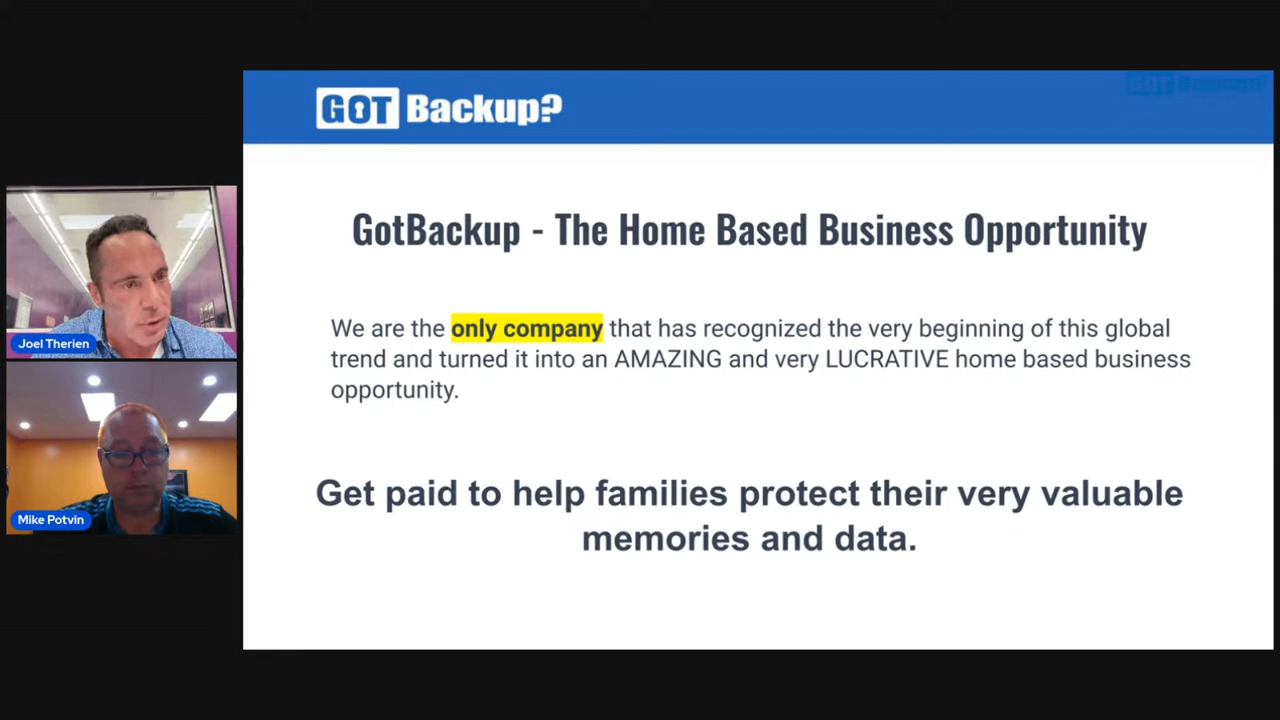 GOT Backup?
GOT Backup?
GotBackup - The Home Based Business Opportunity
We are the only company that has recognized the very beginning of this global
trend and turned it into an AMAZING and very LUCRATIVE home based business
opportunity.
Get paid to help families protect their very valuable
memories and data.
Joel Therien
Mike Potvin